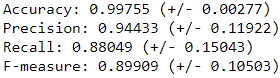 Accuracy: 0.99755 (+/- 0.00277)
Precision: 0.94433 (+/- 0.11922)
Recall: 0.88049 (+/- 0.15043)
F-measure: 0.89909 (+/- 0.10503)